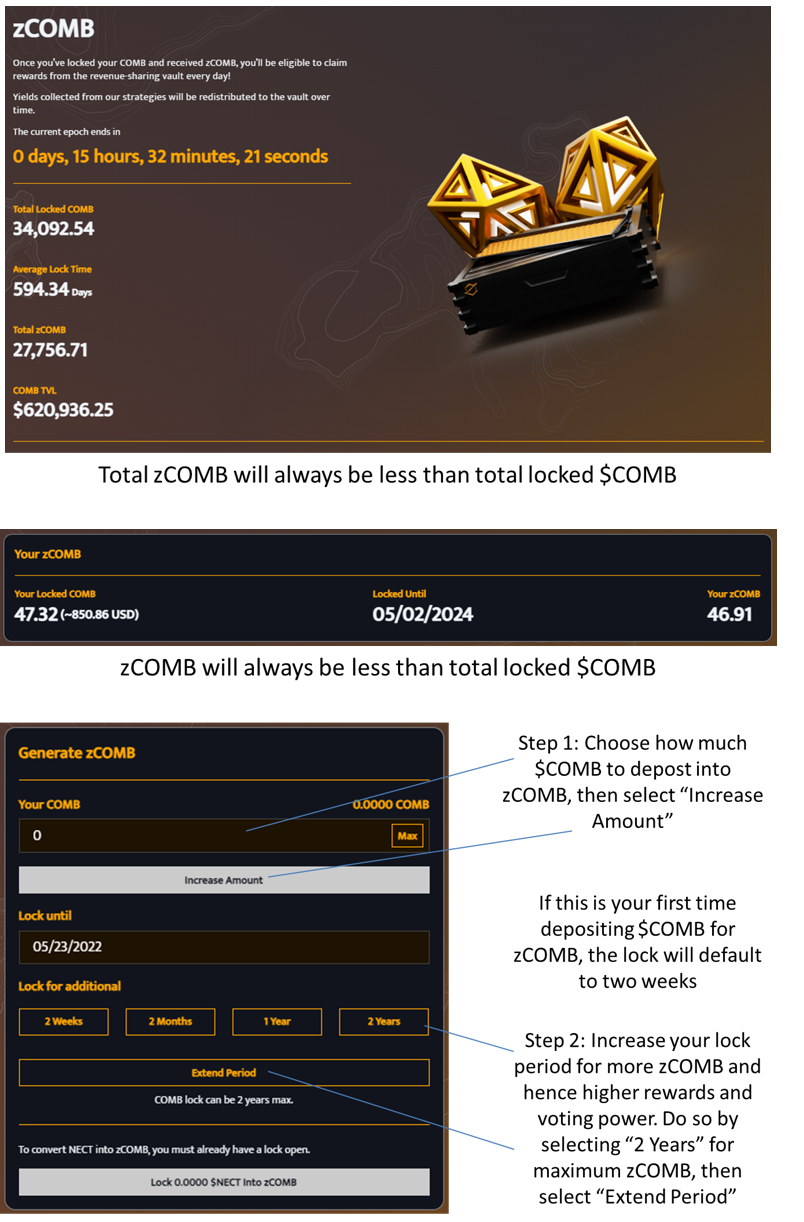 zCOMB
Once you've locked your COMB and received zCOMB, you'll be eligible to claim
rewards from the revenue-sharing vault every day!
Yields collected from our strategies will be redistributed to the vault over
time.
The current epoch ends in
0 days, 15 hours, 32 minutes, 21 seconds
Total Locked COMB
34,092.54
Average Lock Time
594.34 Days
Total zCOMB
27,756.71
COMB TVL
$620,936.25
Total zCOMB will always be less than total locked $COMB
Your zCOMB
Your Locked COMB
47.32 (~850.86 USD)
Locked Until
05/02/2024
Your zCOMB
46.91
zCOMB will always be less than total locked $COMB
Generate zCOMB
Your COMB 0.0000 COMB
0 Max
Increase Amount
Lock until
05/23/2022
Lock for additional
2 Weeks 2 Months 1 Year 2 Years
Extend Period
COMB lock can be 2 years max.
To convert NECT into zCOMB, you must already have a lock open.
Lock 0.0000 $NECT Into zCOMB
Step 1: Choose how much
$COMB to depost into
zCOMB, then select “Increase
Amount”
If this is your first time
depositing $COMB for
zCOMB, the lock will default
to two weeks
Step 2: Increase your lock
period for more zCOMB and
hence higher rewards and
voting power. Do so by
selecting “2 Years” for
maximum zCOMB, then
select “Extend Period”